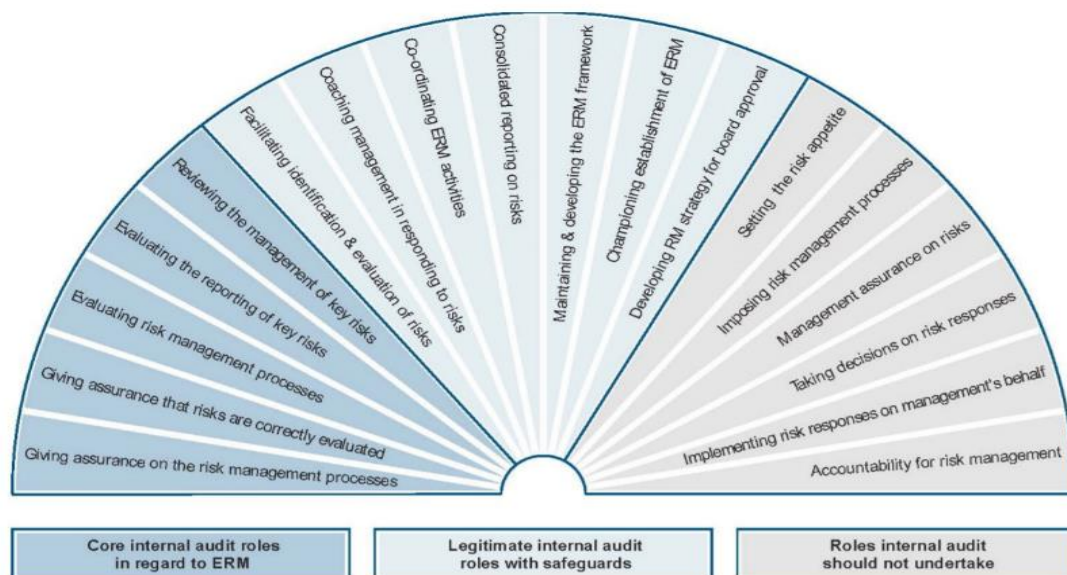 Giving assurance on the risk management processes
Giving assurance that risks are correctly evaluated
Evaluating risk management processes
Evaluating the reporting of key risks
Reviewing the management of key risks
Facilitating identification & evaluation of risks
Coaching management in responding to risks
Co-ordinating ERM activities
Consolidated reporting on risks
Maintaining & developing the ERM framework
Championing establishment of ERM
Developing RM strategy for board approval
Setting the risk appetite
Imposing risk management processes
Management assurance on risks
Taking decisions on risk responses
Implementing risk responses on management's behalf
Accountability for risk management
Core internal audit roles
in regard to ERM
Legitimate internal audit
roles with safeguards
Roles internal audit
should not undertake